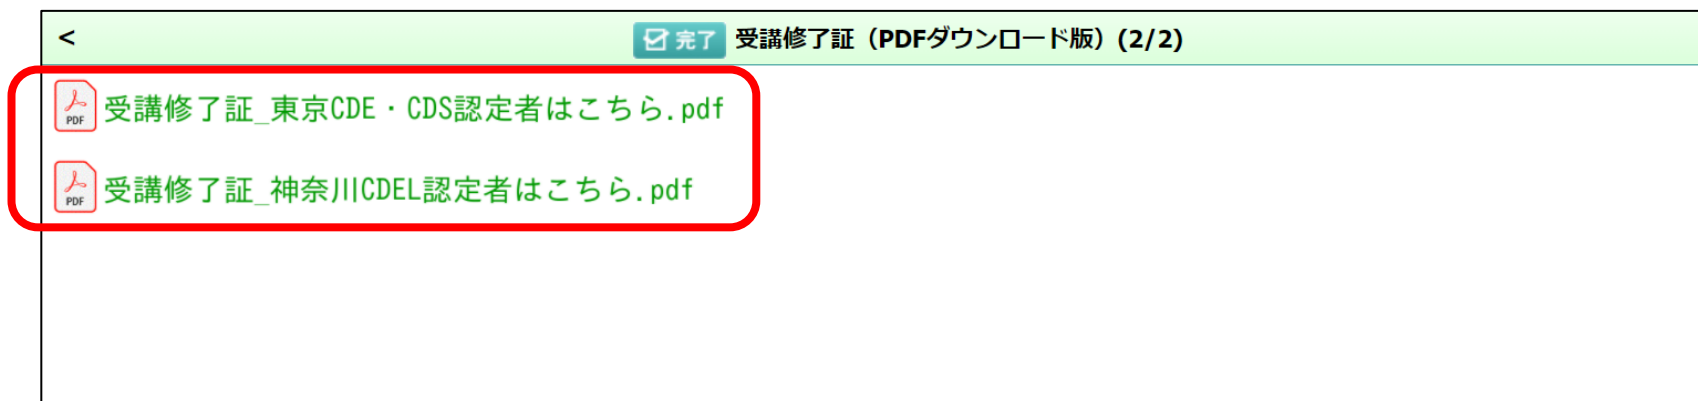 < 完了 受講修了証（PDFダウンロード版）(2/2)
PDF 受講修了証_東京CDE・CDS認定者はこちら.pdf
PDF 受講修了証_神奈川CDEL認定者はこちら.pdf